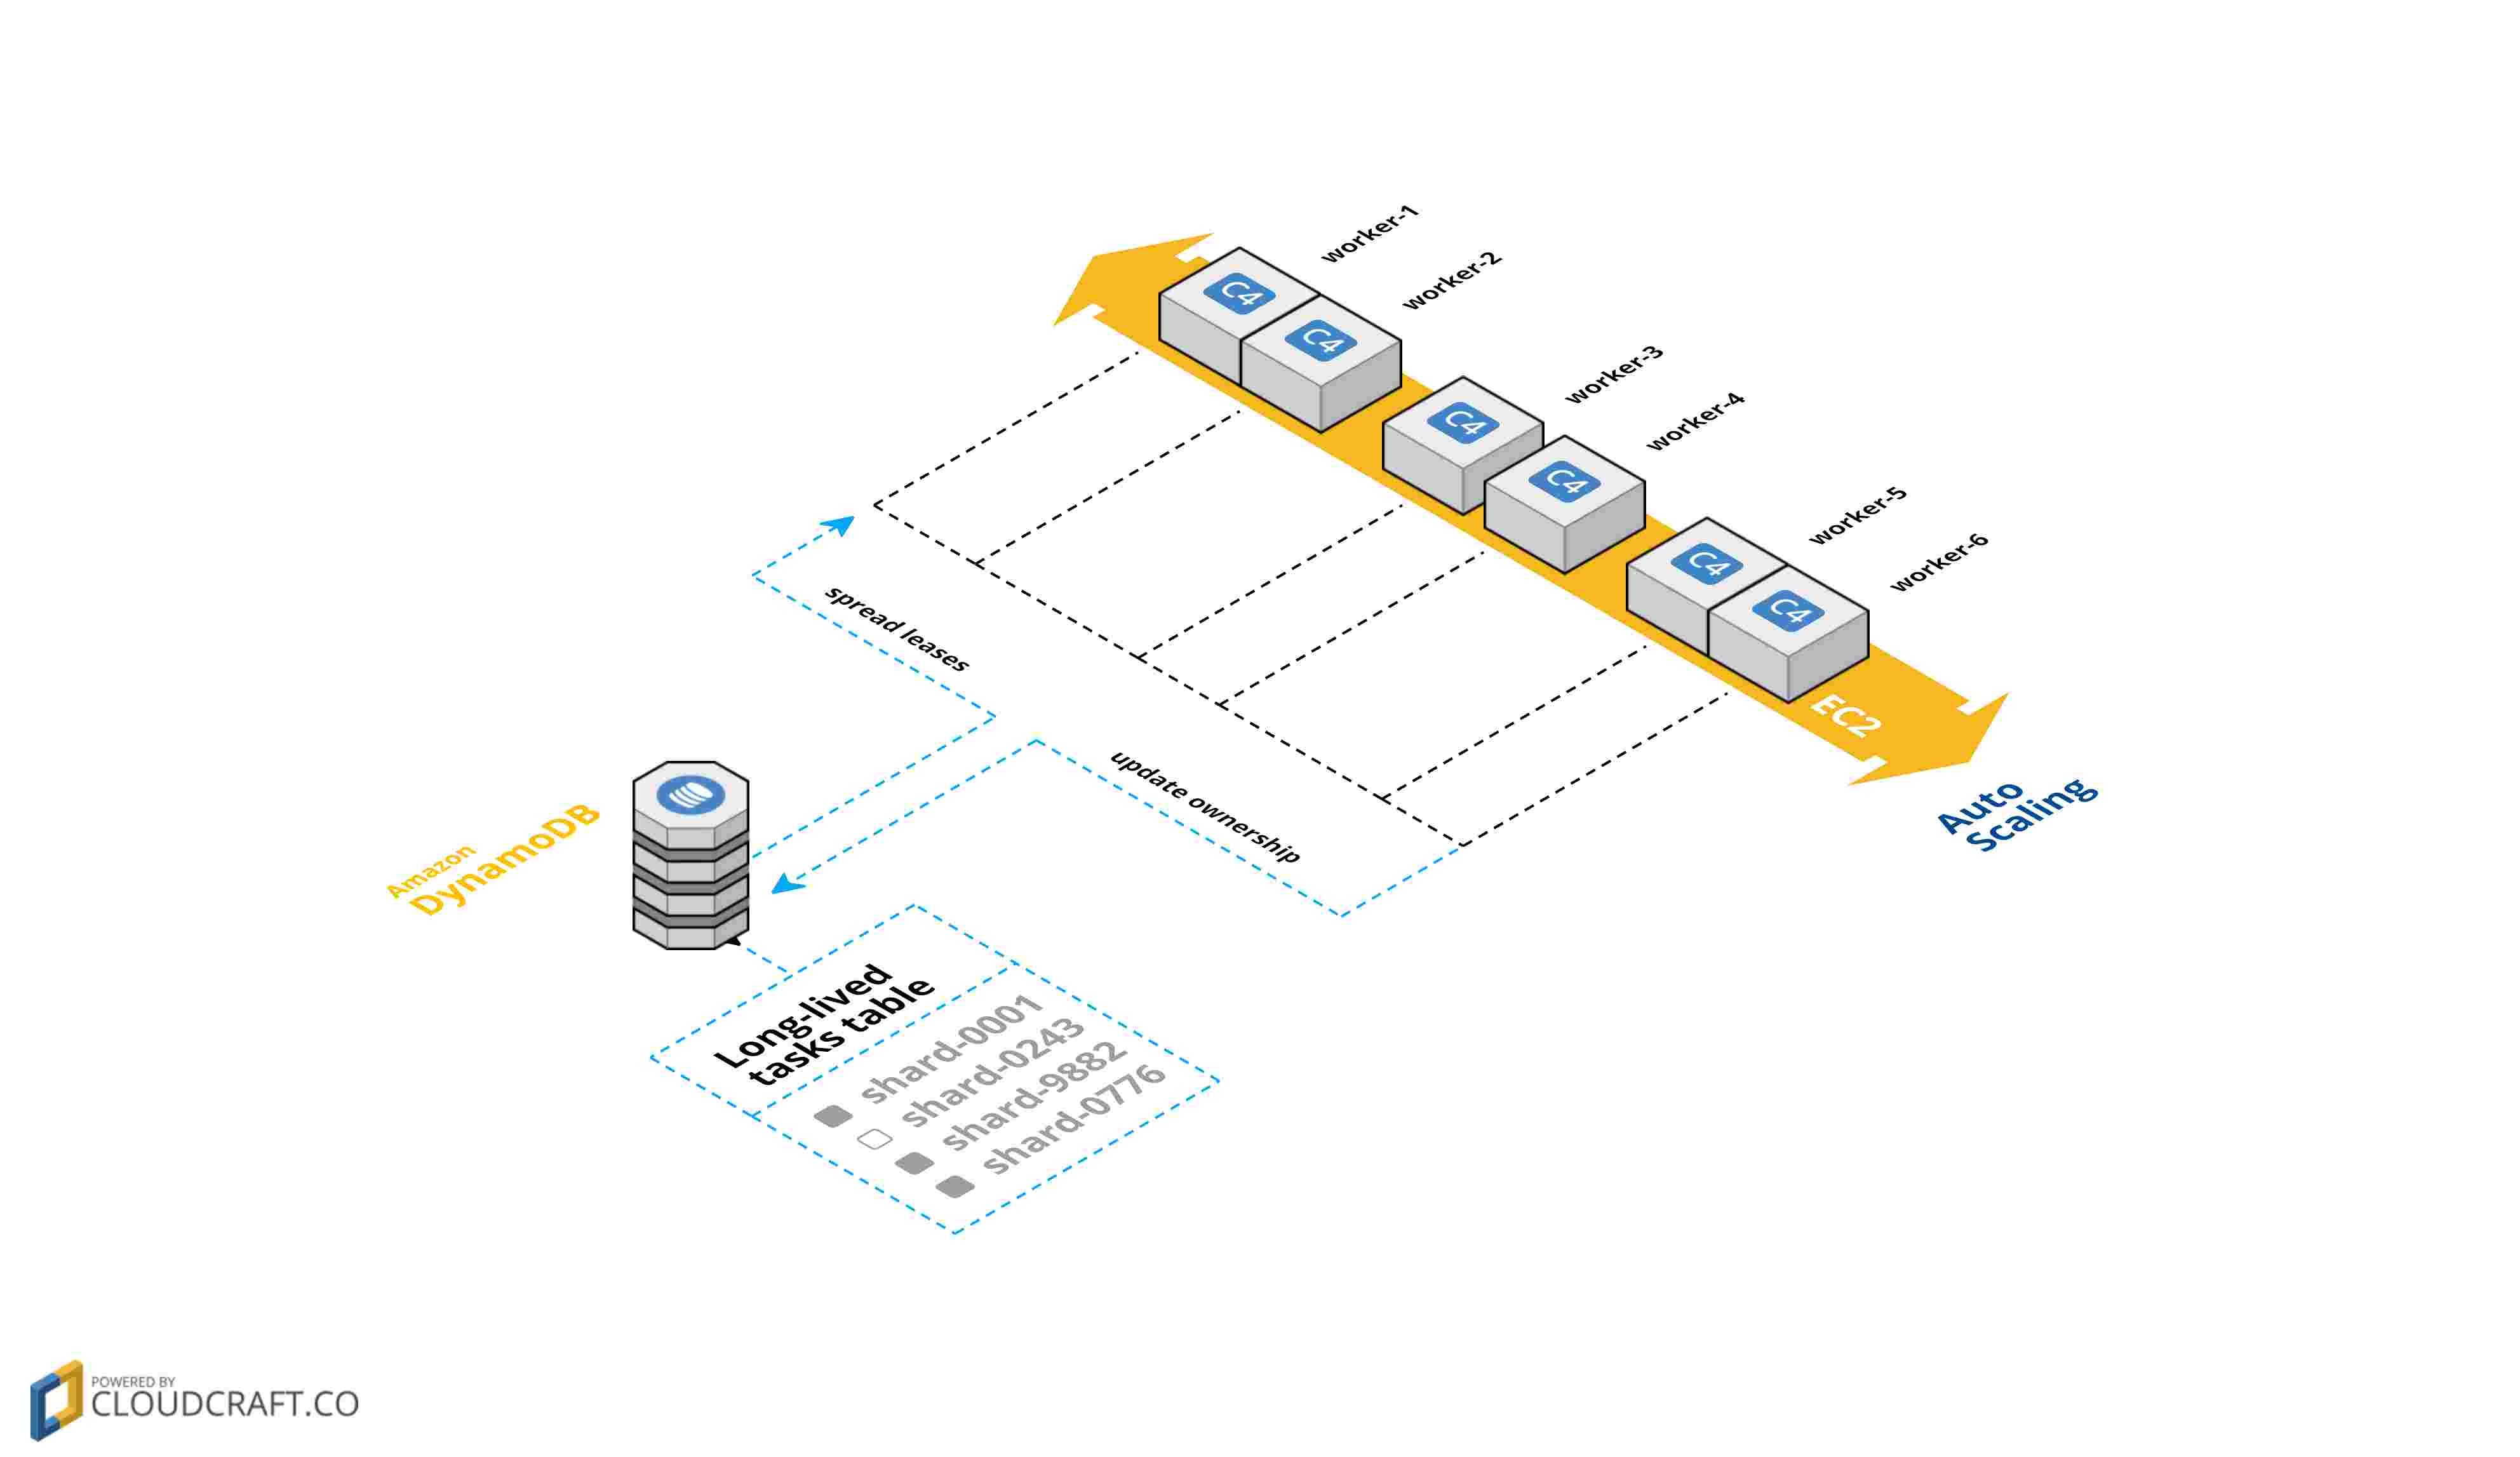 worker-1
worker-2
worker-3
worker-4
worker-5
worker-6
C4
C4
C4
C4
C4
C4
EC2
Auto
Scaling
spread leases
update ownership
Amazon
DynamoDB
Long-lived
tasks table
shard-0001
shard-0243
shard-9882
shard-0776
POWERED BY
CLOUDCRAFT.CO